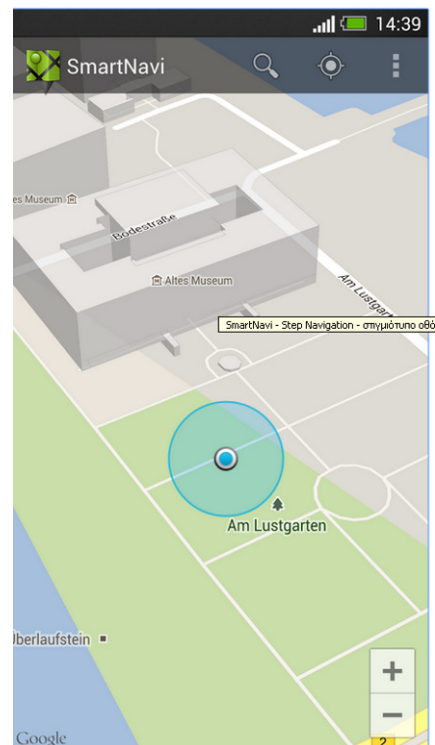 14:39
SmartNavi
es Museum
Bodestraße
Altes Museum
Am Lustgar
SmartNavi - Step Navigation - στιγμιότυπο οθό
Am Lustgarten
Überlaufstein
+
−
Google
2